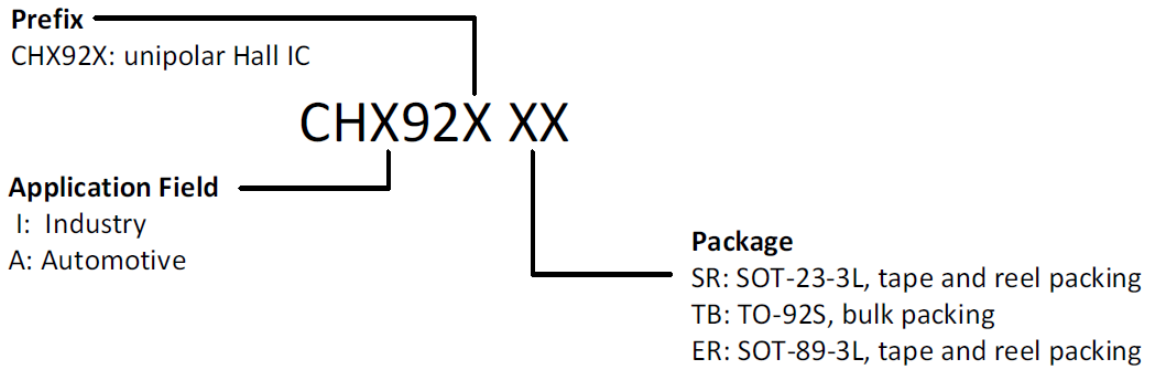 Prefix
CHX92X: unipolar Hall IC
CHX92X XX
Application Field
I: Industry
A: Automotive
Package
SR: SOT-23-3L, tape and reel packing
TB: TO-92S, bulk packing
ER: SOT-89-3L, tape and reel packing